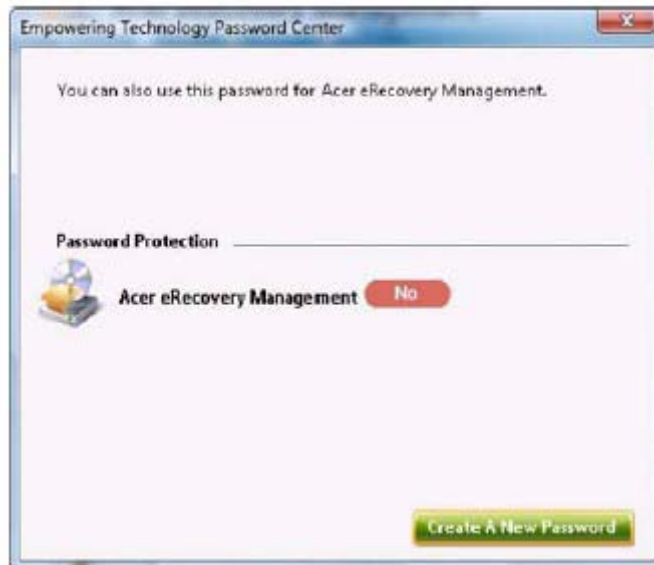 Empowering Technology Password Center
You can also use this password for Acer eRecovery Management.
Password Protection
Acer eRecovery Management No
Create A New Password